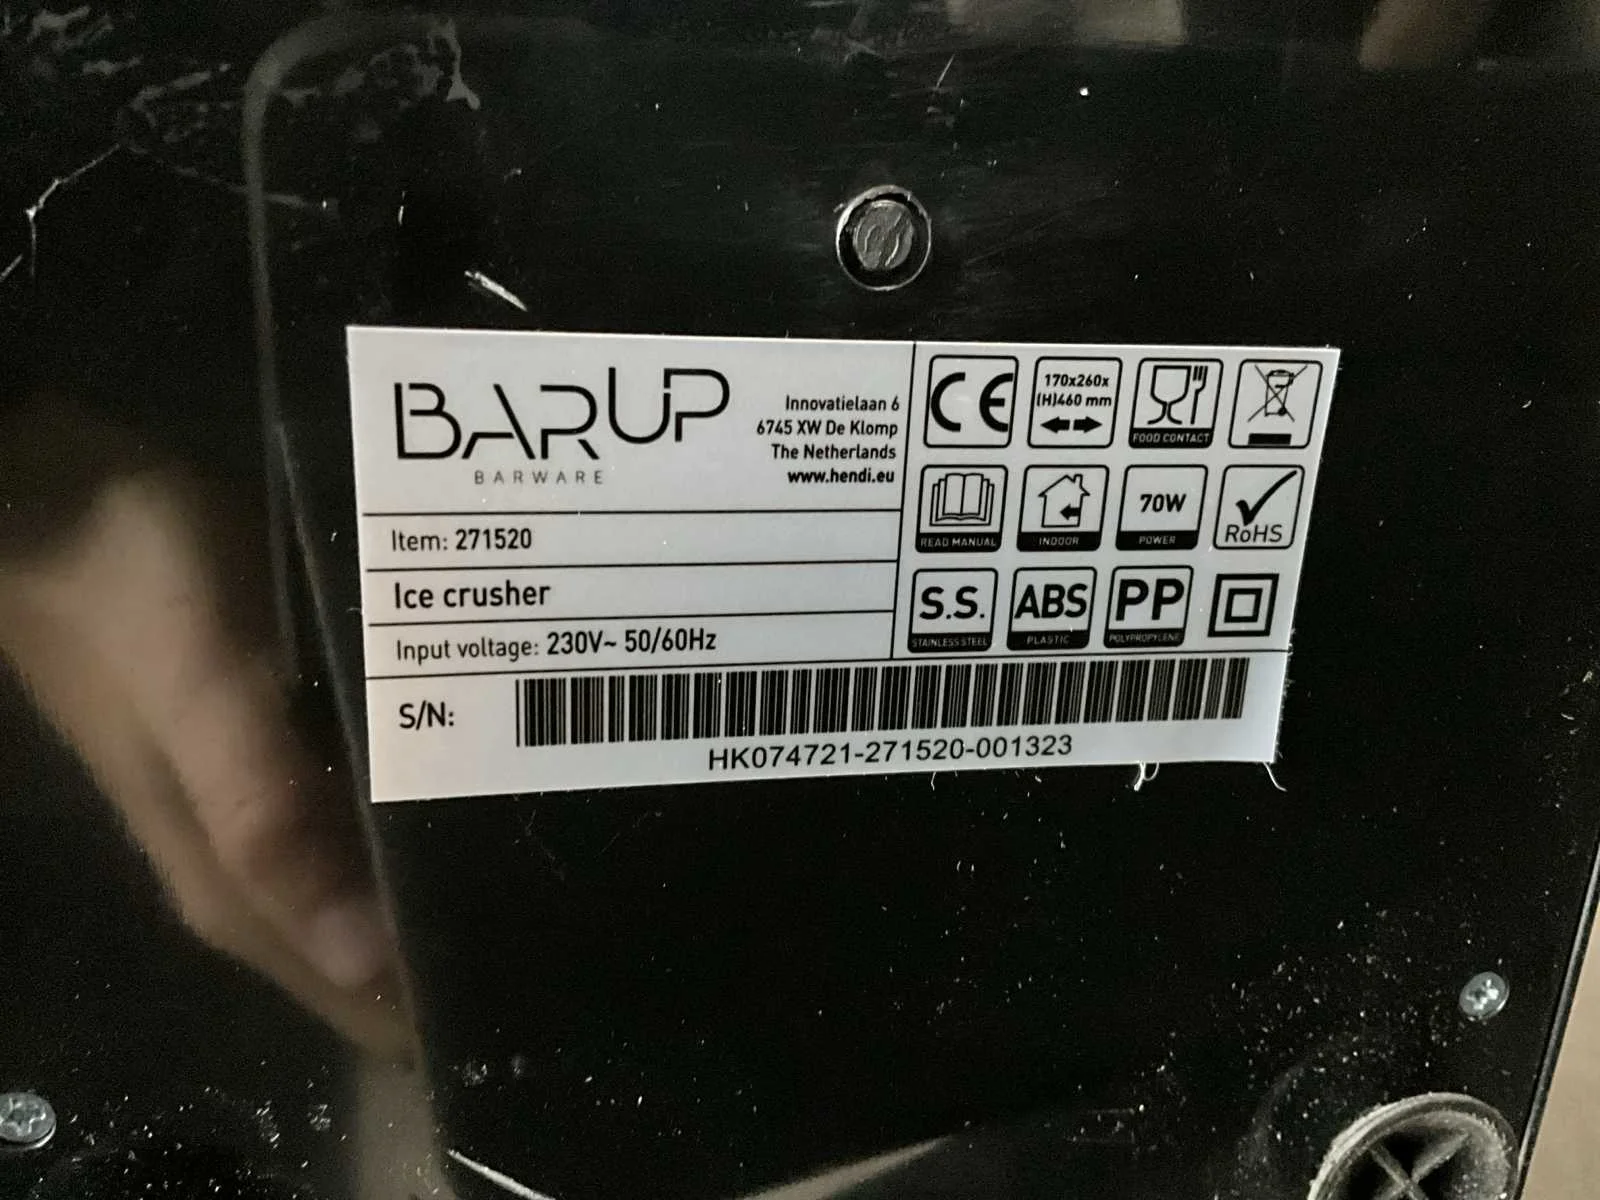 BARUP
BARWARE
Innovatielaan 6
6745 XW De Klomp
The Netherlands
www.hendi.eu
Item: 271520
Ice crusher
Input voltage: 230V~ 50/60Hz
CE
170x260x
(H)460 mm
FOOD CONTACT
READ MANUAL
INDOOR
70W
POWER
RoHS
S.S.
STAINLESS STEEL
ABS
PLASTIC
PP
POLYPROPYLENE
S/N:
HK074721-271520-001323